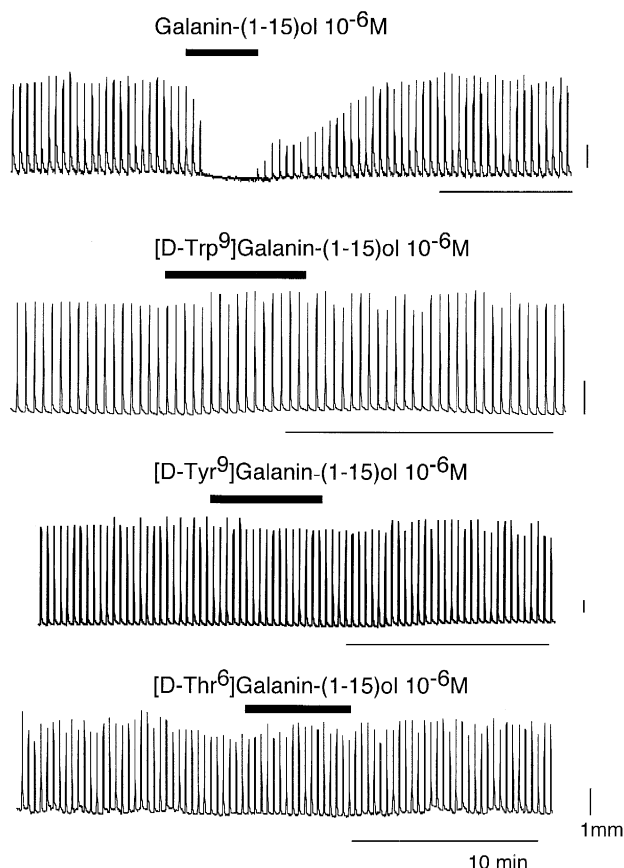 Galanin-(1-15)ol 10⁻⁶M
[D-Trp⁹]Galanin-(1-15)ol 10⁻⁶M
[D-Tyr⁹]Galanin-(1-15)ol 10⁻⁶M
[D-Thr⁶]Galanin-(1-15)ol 10⁻⁶M
1mm
10 min